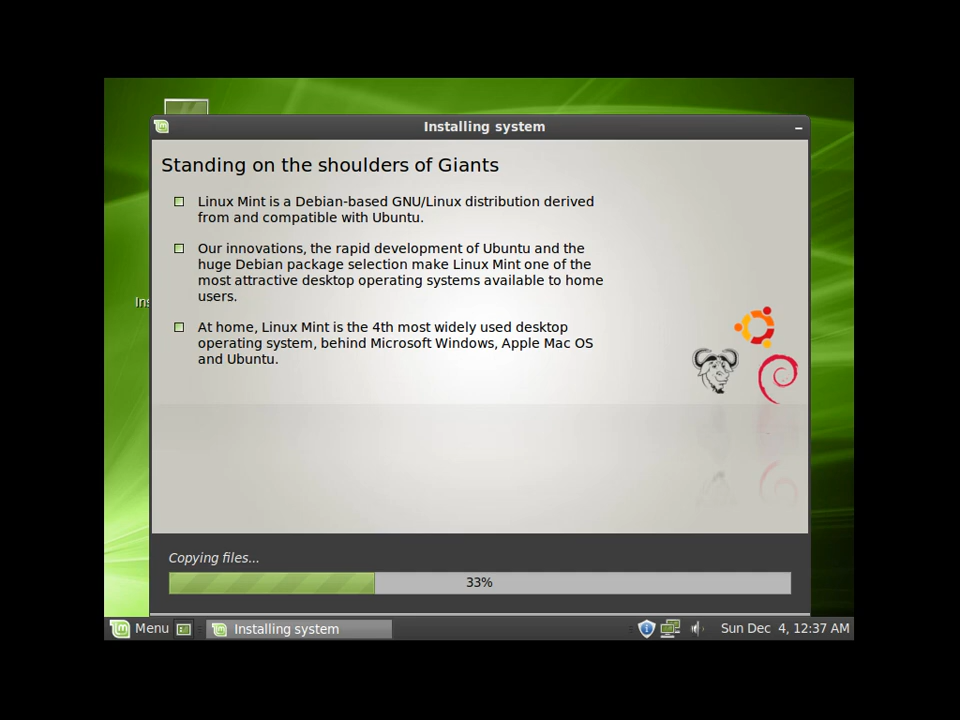 Installing system
Standing on the shoulders of Giants
Linux Mint is a Debian-based GNU/Linux distribution derived
from and compatible with Ubuntu.
Our innovations, the rapid development of Ubuntu and the
huge Debian package selection make Linux Mint one of the
most attractive desktop operating systems available to home
users.
At home, Linux Mint is the 4th most widely used desktop
operating system, behind Microsoft Windows, Apple Mac OS
and Ubuntu.
Ins
Copying files...
33%
Menu Installing system Sun Dec 4, 12:37 AM